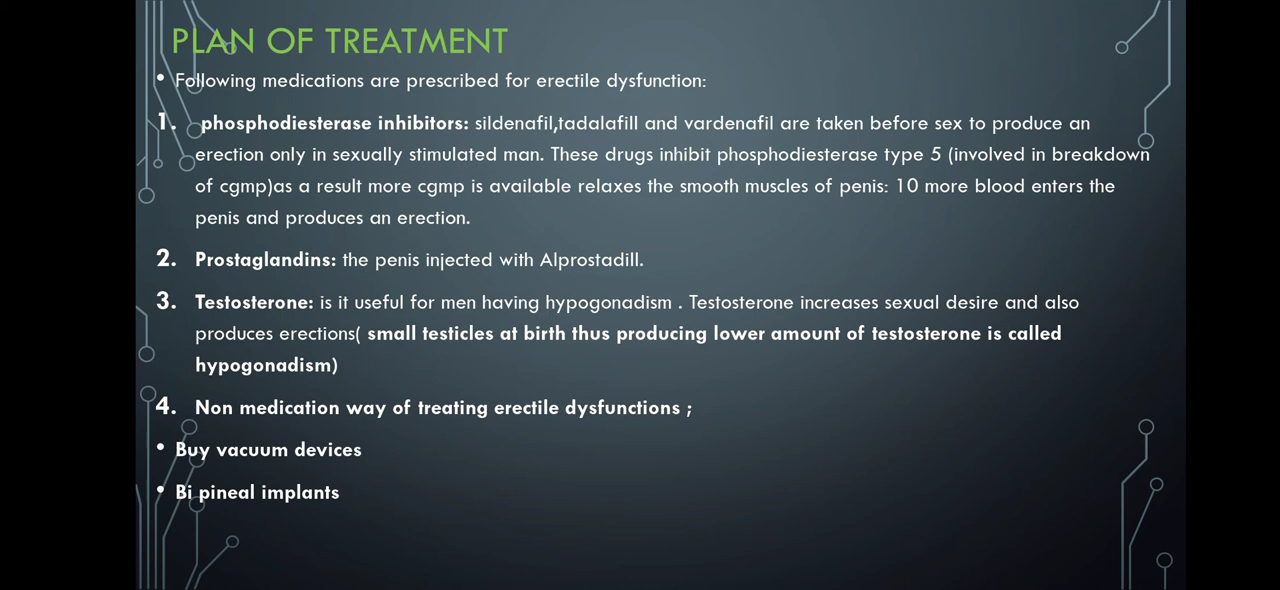 PLAN OF TREATMENT
• Following medications are prescribed for erectile dysfunction:
1. phosphodiesterase inhibitors: sildenafil,tadalafill and vardenafil are taken before sex to produce an
erection only in sexually stimulated man. These drugs inhibit phosphodiesterase type 5 (involved in breakdown
of cgmp)as a result more cgmp is available relaxes the smooth muscles of penis: 10 more blood enters the
penis and produces an erection.
2. Prostaglandins: the penis injected with Alprostadill.
3. Testosterone: is it useful for men having hypogonadism . Testosterone increases sexual desire and also
produces erections( small testicles at birth thus producing lower amount of testosterone is called
hypogonadism)
4. Non medication way of treating erectile dysfunctions ;
• Buy vacuum devices
• Bi pineal implants